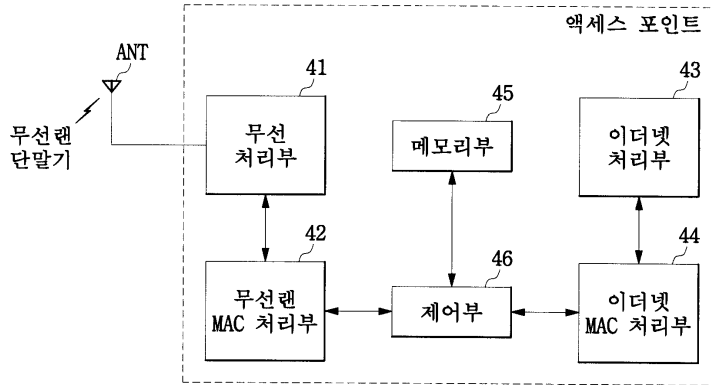 액세스 포인트
ANT
무선랜
단말기
41
무선
처리부
45
메모리부
43
이더넷
처리부
42
무선랜
MAC 처리부
46
제어부
44
이더넷
MAC 처리부